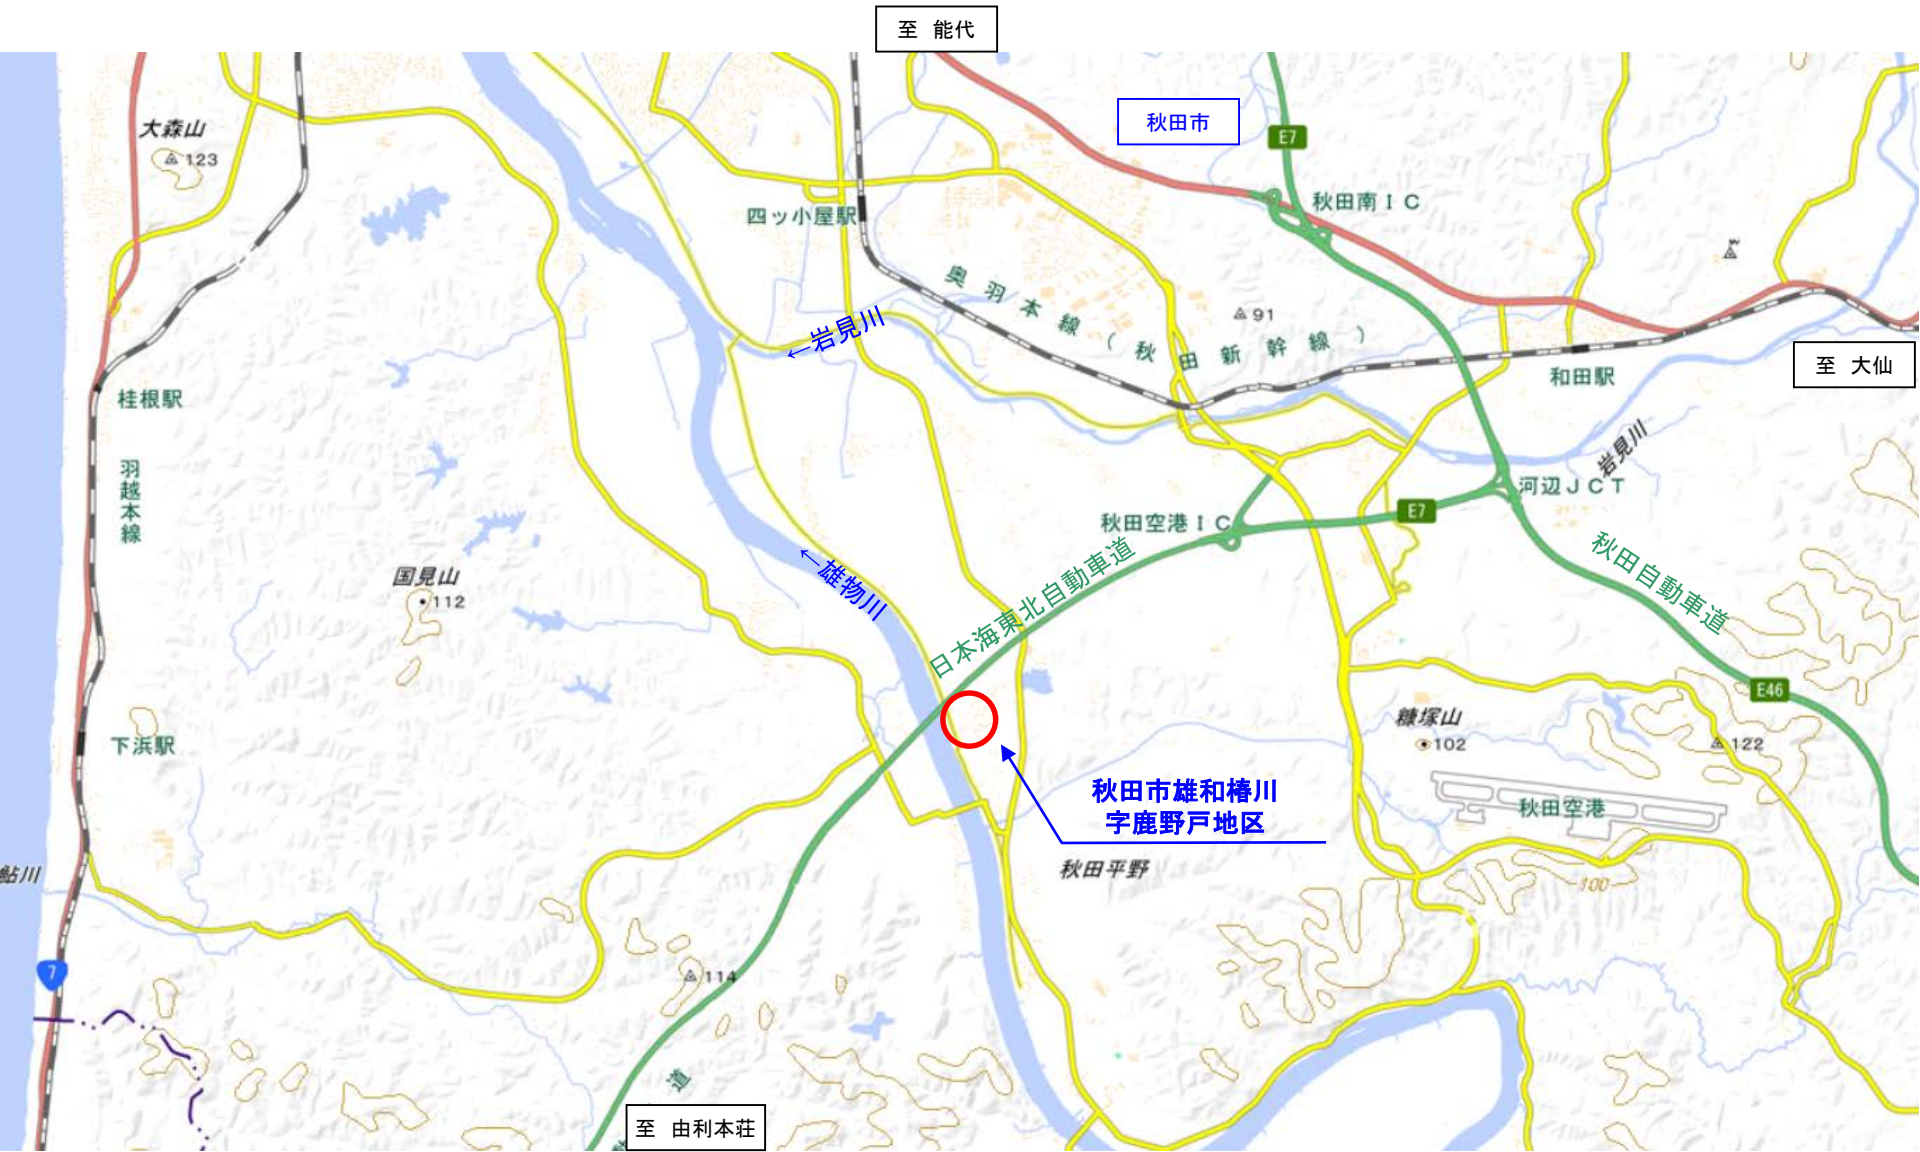 至 能代
秋田市
E7
大森山
123
秋田南IC
四ッ小屋駅
奥羽本線(秋田新幹線)
91
←岩見川
至 大仙
和田駅
桂根駅
岩見川
羽越本線
河辺JCT
E7
秋田空港IC
秋田自動車道
日本海東北自動車道
←雄物川
国見山
112
E46
糠塚山
102
122
下浜駅
秋田市雄和椿川
字鹿野戸地区
秋田空港
秋田平野
鮎川
100
7
114
道
至 由利本荘